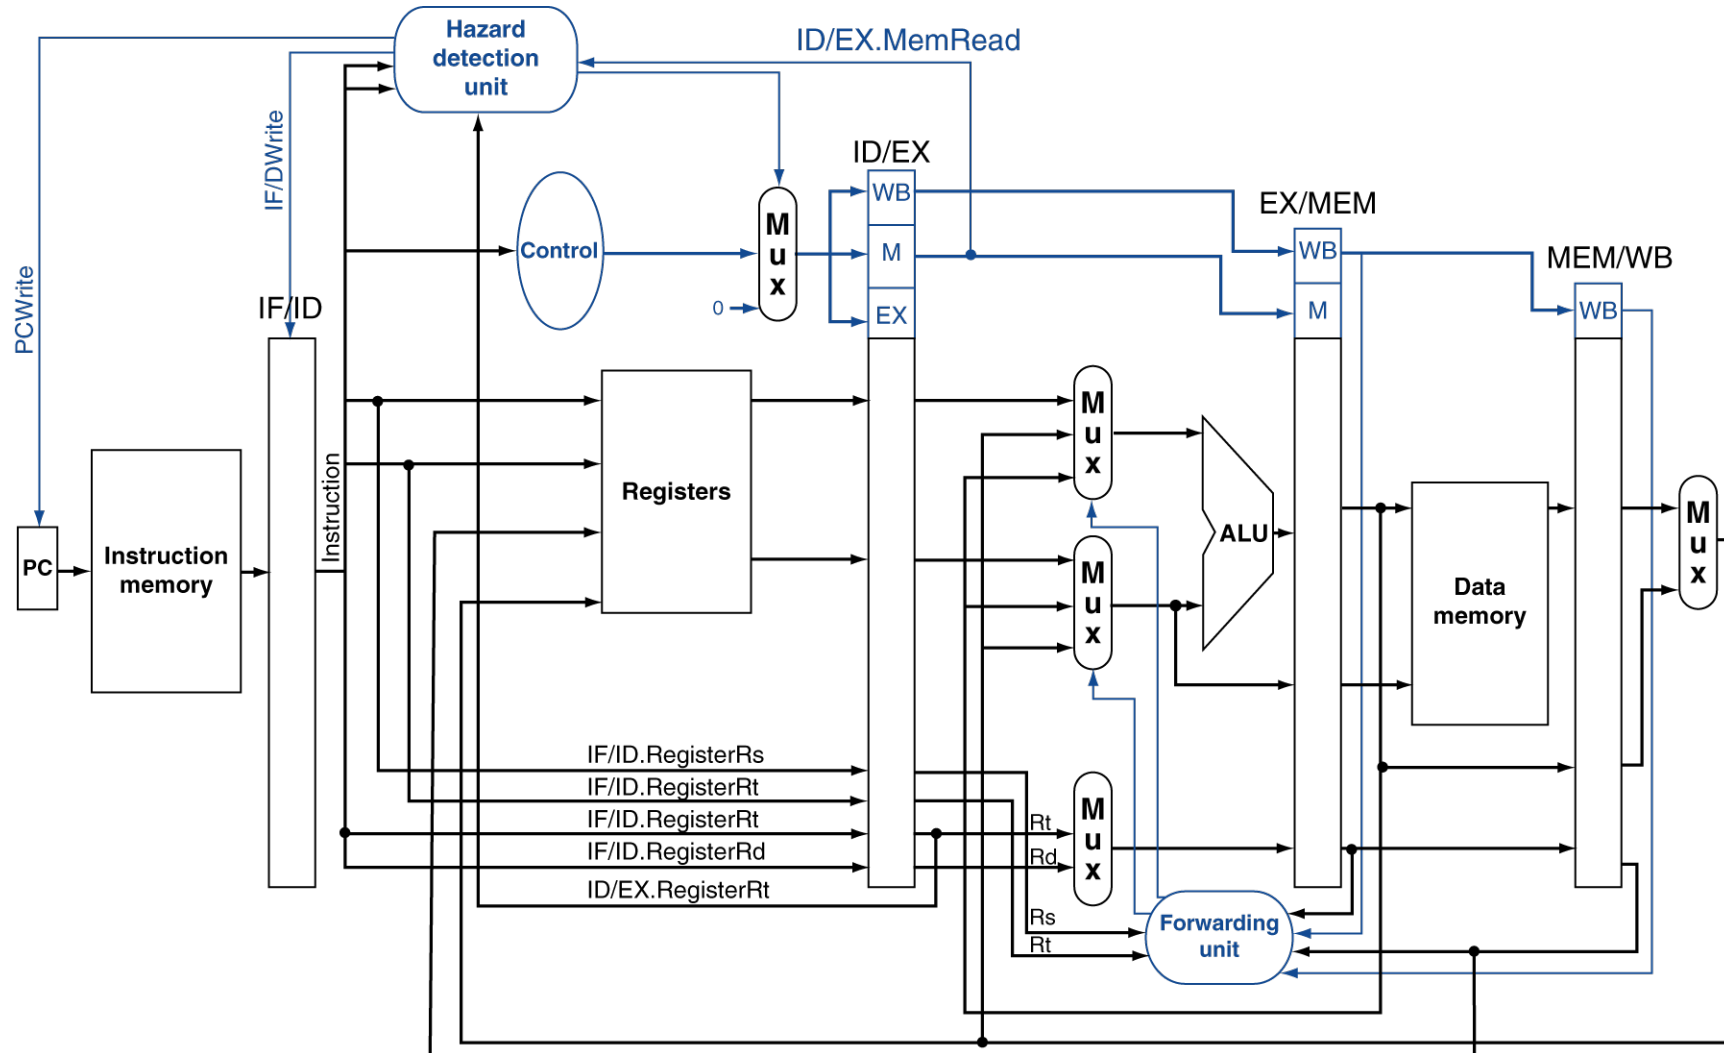 Hazard
detection
unit
ID/EX.MemRead
IF/DWrite
PCWrite
ID/EX
WB
M
EX
Control
M
u
x
0
EX/MEM
WB
M
MEM/WB
WB
IF/ID
Instruction
PC
Instruction
memory
Registers
M
u
x
M
u
x
ALU
Data
memory
M
u
x
IF/ID.RegisterRs
IF/ID.RegisterRt
IF/ID.RegisterRt
IF/ID.RegisterRd
ID/EX.RegisterRt
Rt
Rd
M
u
x
Rs
Rt
Forwarding
unit